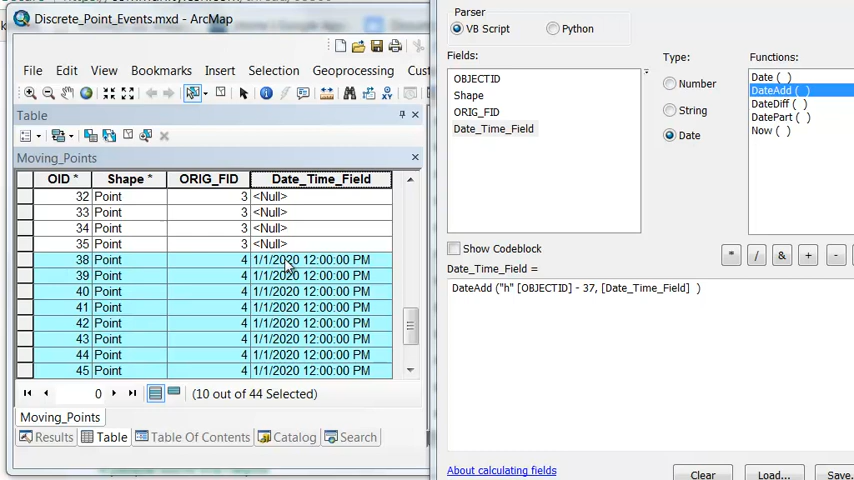 Discrete_Point_Events.mxd - ArcMap
File Edit View Bookmarks Insert Selection Geoprocessing
Table
Moving_Points
OID * Shape * ORIG_FID Date_Time_Field
32 Point 3 <Null>
33 Point 3 <Null>
34 Point 3 <Null>
35 Point 3 <Null>
38 Point 4 1/1/2020 12:00:00 PM
39 Point 4 1/1/2020 12:00:00 PM
40 Point 4 1/1/2020 12:00:00 PM
41 Point 4 1/1/2020 12:00:00 PM
42 Point 4 1/1/2020 12:00:00 PM
43 Point 4 1/1/2020 12:00:00 PM
44 Point 4 1/1/2020 12:00:00 PM
45 Point 4 1/1/2020 12:00:00 PM
0 (10 out of 44 Selected)
Moving_Points
Results Table Table Of Contents Catalog Search
Parser
VB Script Python
Fields: Type: Functions:
OBJECTID
Shape
ORIG_FID
Date_Time_Field
Number
String
Date
Date ( )
DateAdd ( )
DateDiff ( )
DatePart ( )
Now ( )
Show Codeblock * / & + -
Date_Time_Field =
DateAdd ("h" [OBJECTID] - 37, [Date_Time_Field] )
About calculating fields
Clear Load... Save.